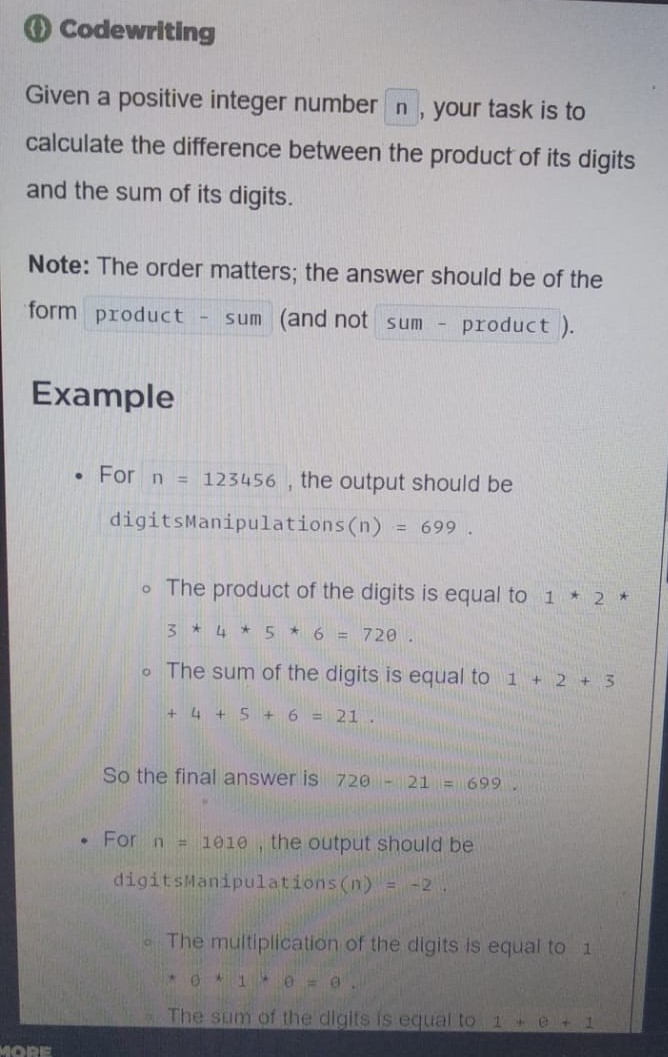 Codewriting
Given a positive integer number n, your task is to
calculate the difference between the product of its digits
and the sum of its digits.
Note: The order matters; the answer should be of the
form product - sum (and not sum - product ).
Example
• For n = 123456 , the output should be
digitsManipulations(n) = 699 .
◦ The product of the digits is equal to 1 * 2 *
3 * 4 * 5 * 6 = 720 .
◦ The sum of the digits is equal to 1 + 2 + 3
+ 4 + 5 + 6 = 21 .
So the final answer is 720 - 21 = 699 .
• For n = 1010 , the output should be
digitsManipulations(n) = -2 .
◦ The multiplication of the digits is equal to 1
* 0 * 1 * 0 = 0 .
◦ The sum of the digits is equal to 1 + 0 + 1
MORE